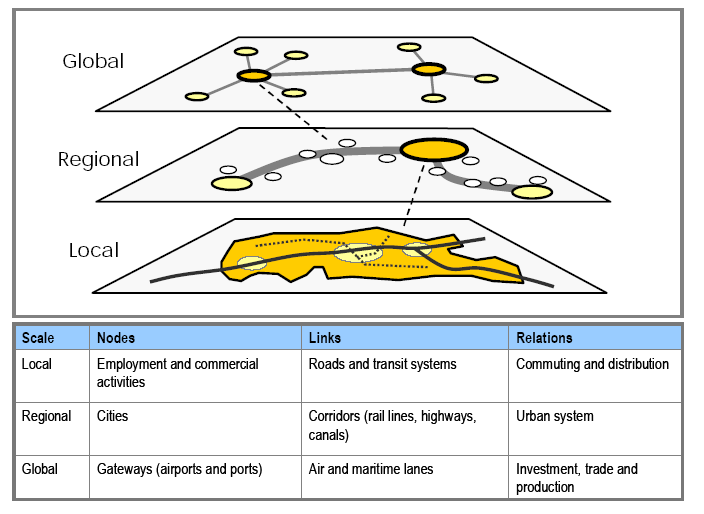 Global
Regional
Local
Scale Nodes Links Relations
Local Employment and commercial activities Roads and transit systems Commuting and distribution
Regional Cities Corridors (rail lines, highways, canals) Urban system
Global Gateways (airports and ports) Air and maritime lanes Investment, trade and production